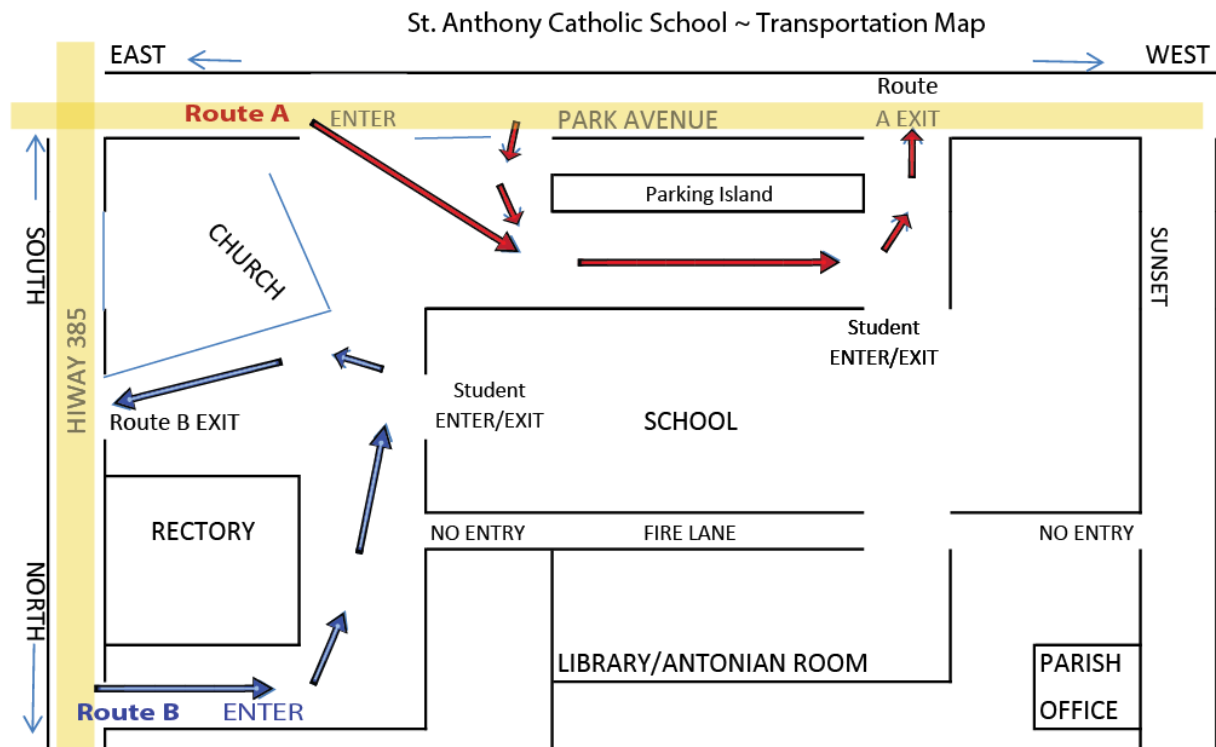 St. Anthony Catholic School ~ Transportation Map
EAST
WEST
Route A
ENTER
PARK AVENUE
Route
A EXIT
Parking Island
SOUTH
CHURCH
SUNSET
HIWAY 385
Student
ENTER/EXIT
Student
ENTER/EXIT
Route B EXIT
SCHOOL
RECTORY
NO ENTRY
FIRE LANE
NO ENTRY
NORTH
LIBRARY/ANTONIAN ROOM
PARISH
OFFICE
Route B
ENTER